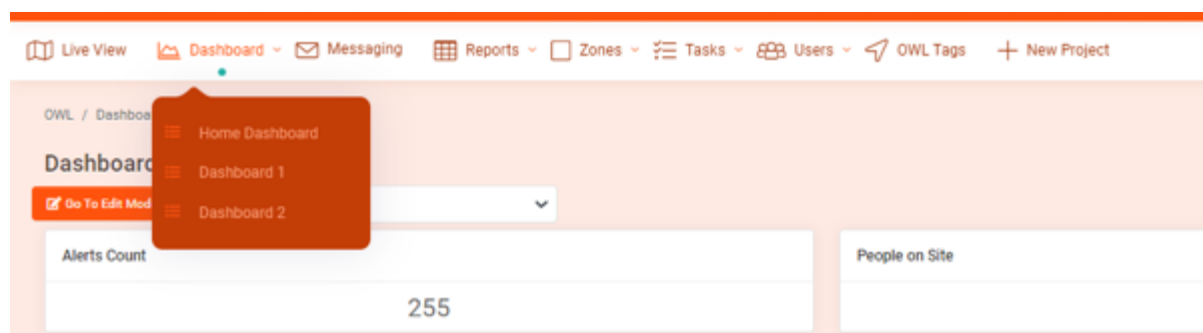 Live View Dashboard Messaging Reports Zones Tasks Users OWL Tags New Project
OWL / Dashboa
Home Dashboard
Dashboard
Dashboard 1
Go To Edit Mod
Dashboard 2
Alerts Count
People on Site
255